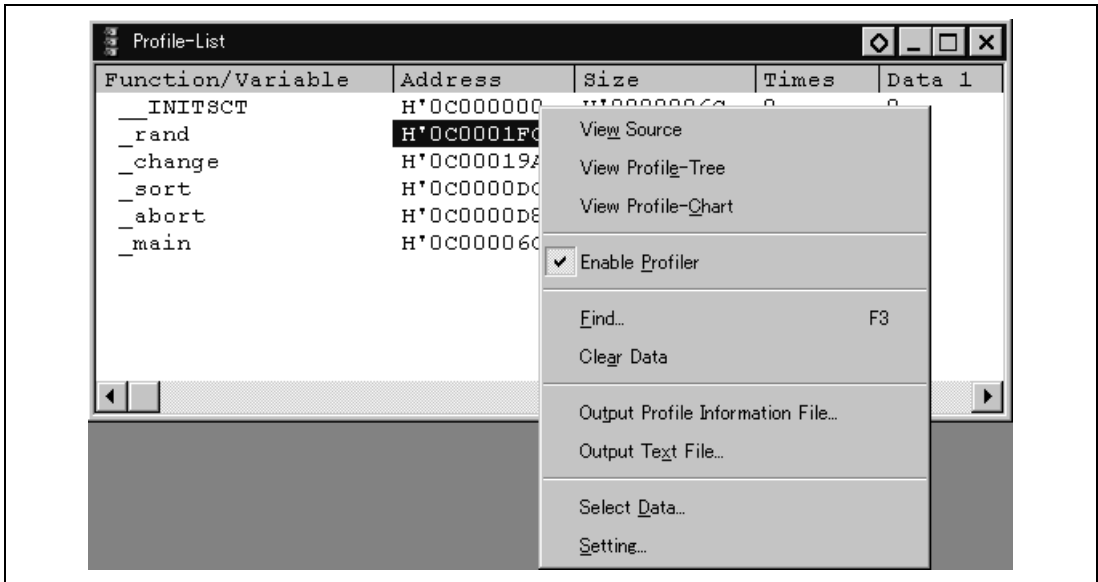 Profile-List
Function/Variable Address Size Times Data 1
__INITSCT H'0C000000
_rand H'0C0001F
_change H'0C00019A
_sort H'0C0000D
_abort H'0C0000D8
_main H'0C00006
View Source
View Profile-Tree
View Profile-Chart
Enable Profiler
Find... F3
Clear Data
Output Profile Information File...
Output Text File...
Select Data...
Setting...